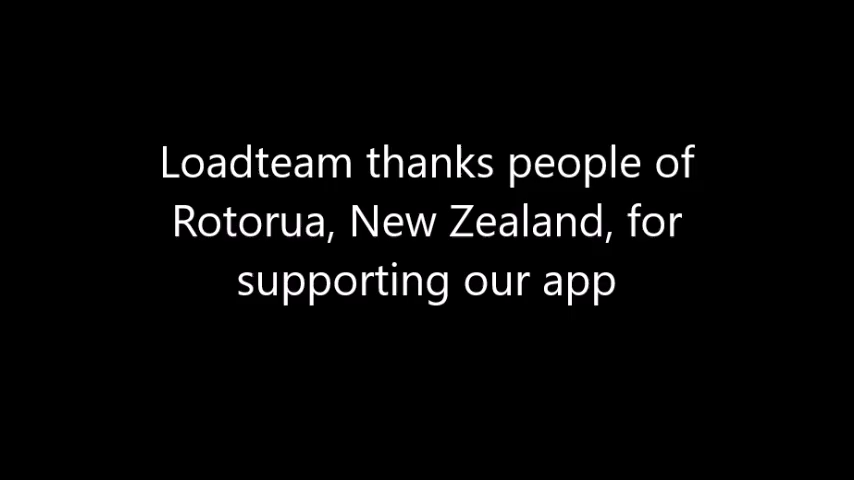 Loadteam thanks people of
Rotorua, New Zealand, for
supporting our app